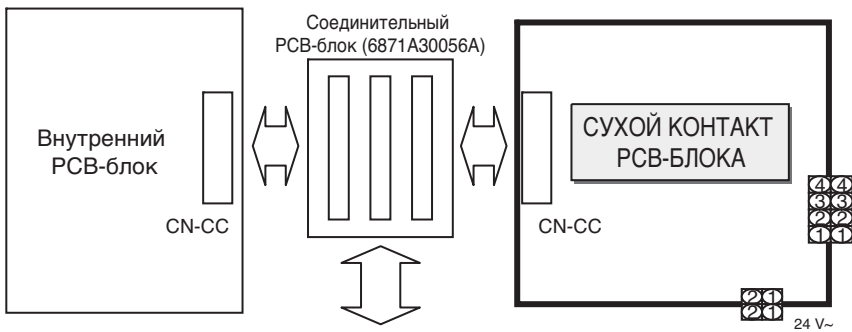 Соединительный
PCB-блок (6871A30056A)
Внутренний
PCB-блок
CN-CC
СУХОЙ КОНТАКТ
PCB-БЛОКА
CN-CC
4 4
3 3
2 2
1 1
2 1
2 1
24 V~